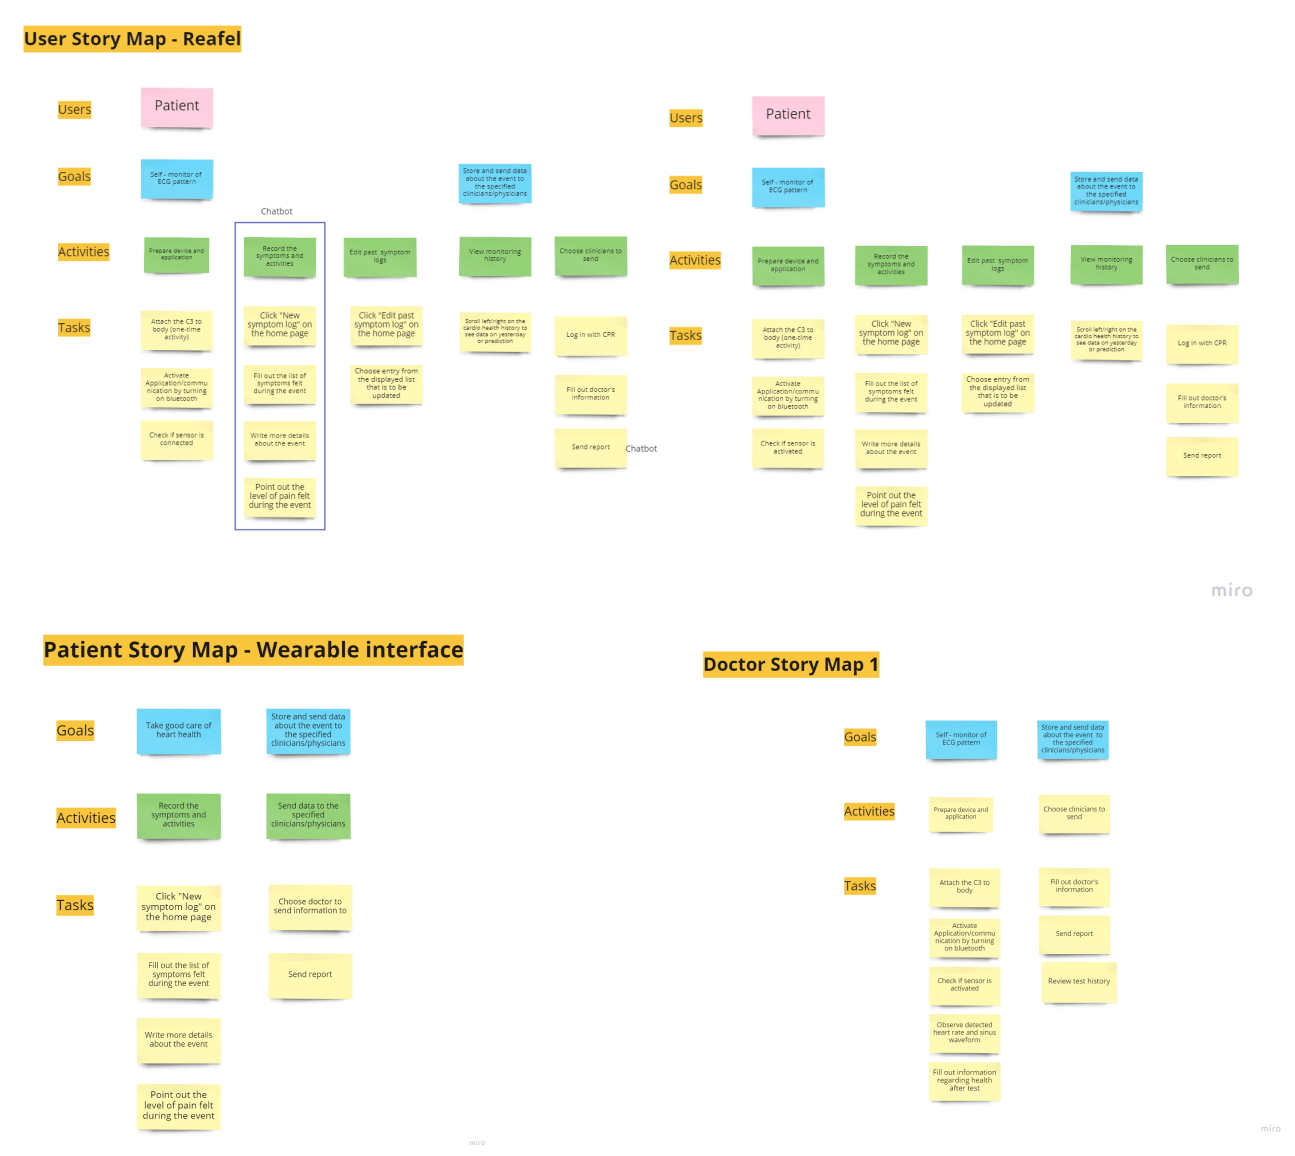 User Story Map - Reafel
Users
Patient
Goals
Self - monitor of
ECG pattern
Store and send data
about the event to
the specified
clinicians/physicians
Chatbot
Activities
Prepare device and
application
Record the
symptoms and
activities
Edit past symptom
logs
View monitoring
history
Choose clinicians to
send
Tasks
Attach the C3 to
body (one-time
activity)
Activate
Application/commu
nication by turning
on bluetooth
Check if sensor is
connected
Click "New
symptom log" on
the home page
Fill out the list of
symptoms felt
during the event
Write more details
about the event
Point out the
level of pain felt
during the event
Click "Edit past
symptom log" on
the home page
Choose entry from
the displayed list
that is to be
updated
Scroll left/right on the
cardio health history to
see data on yesterday
or prediction
Log in with CPR
Fill out doctor's
information
Send report
Chatbot
Users
Patient
Goals
Self - monitor of
ECG pattern
Store and send data
about the event to
the specified
clinicians/physicians
Activities
Prepare device and
application
Record the
symptoms and
activities
Edit past symptom
logs
View monitoring
history
Choose clinicians to
send
Tasks
Attach the C3 to
body (one-time
activity)
Activate
Application/commu
nication by turning
on bluetooth
Check if sensor is
activated
Click "New
symptom log" on
the home page
Fill out the list of
symptoms felt
during the event
Write more details
about the event
Point out the
level of pain felt
during the event
Click "Edit past
symptom log" on
the home page
Choose entry from
the displayed list
that is to be
updated
Scroll left/right on the
cardio health history to
see data on yesterday
or prediction
Log in with CPR
Fill out doctor's
information
Send report
miro
Patient Story Map - Wearable interface
Goals
Take good care of
heart health
Store and send data
about the event to
the specified
clinicians/physicians
Activities
Record the
symptoms and
activities
Send data to the
specified
clinicians/physicians
Tasks
Click "New
symptom log" on
the home page
Fill out the list of
symptoms felt
during the event
Write more details
about the event
Point out the
level of pain felt
during the event
Choose doctor to
send information to
Send report
miro
Doctor Story Map 1
Goals
Self - monitor of
ECG pattern
Store and send data
about the event to
the specified
clinicians/physicians
Activities
Prepare device and
application
Choose clinicians to
send
Tasks
Attach the C3 to
body
Activate
Application/commu
nication by turning
on bluetooth
Check if sensor is
activated
Observe detected
heart rate and sinus
waveform
Fill out information
regarding health
after test
Fill out doctor's
information
Send report
Review test history
miro